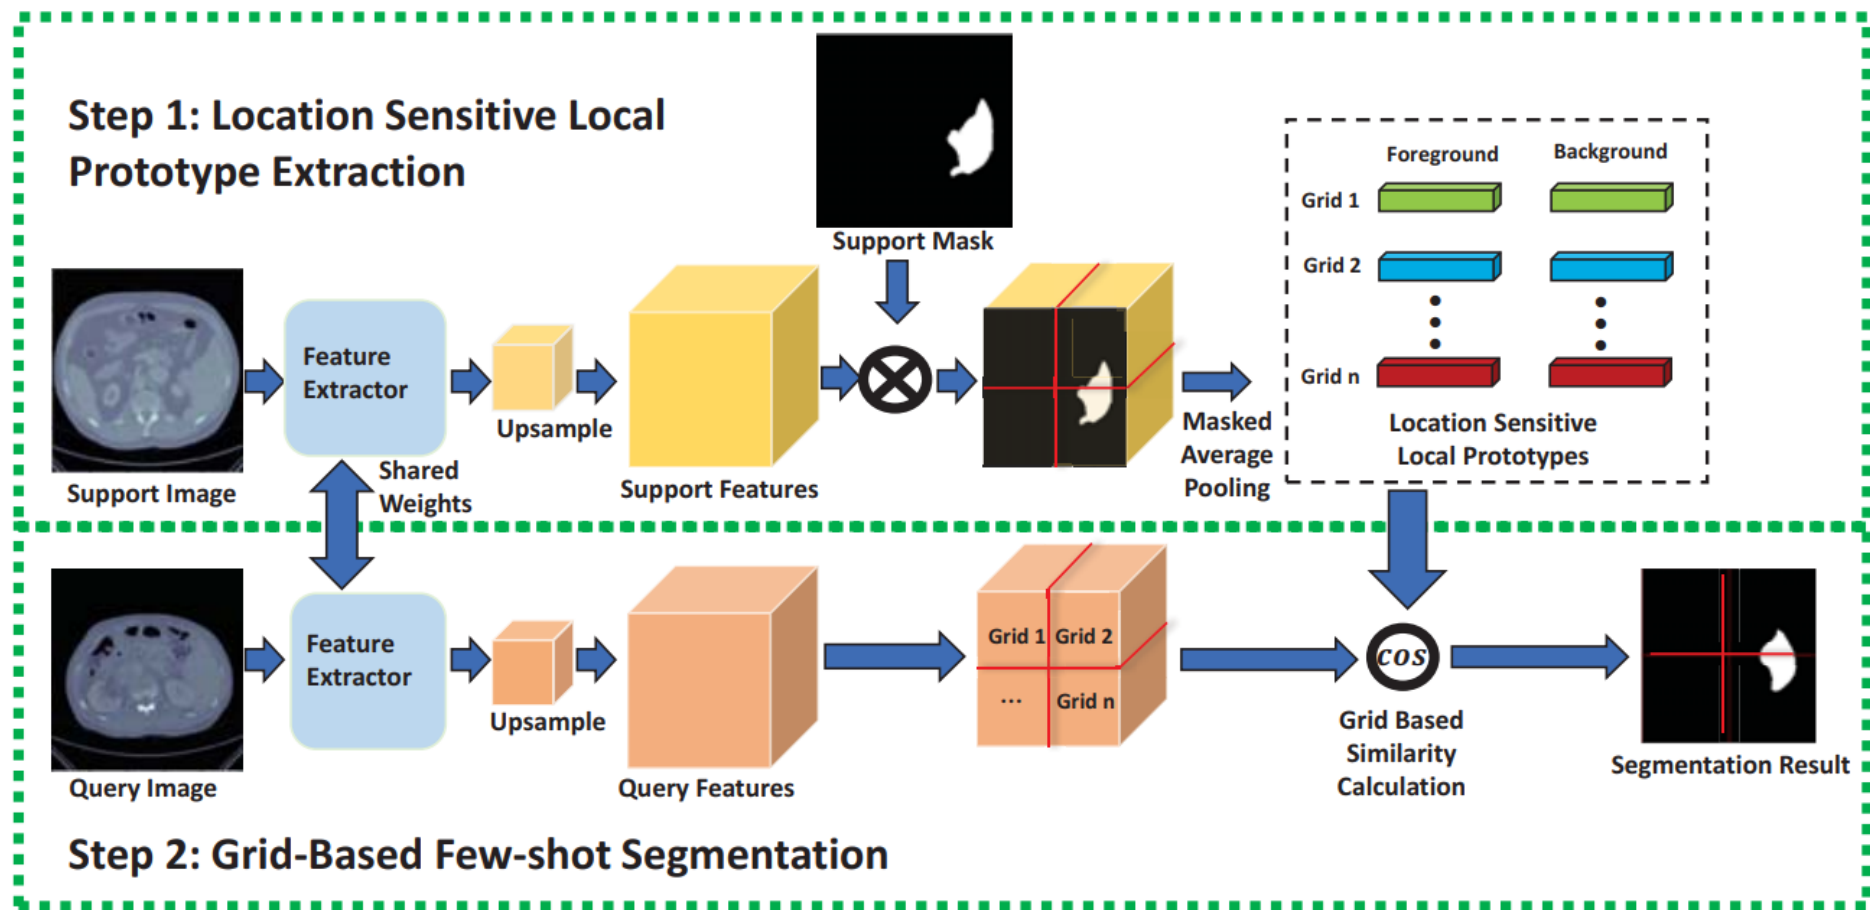 Step 1: Location Sensitive Local
Prototype Extraction
Support Mask
Foreground
Background
Grid 1
Grid 2
Grid n
Location Sensitive
Local Prototypes
Feature
Extractor
Upsample
Support Image
Shared
Weights
Support Features
Masked
Average
Pooling
Feature
Extractor
Upsample
Query Image
Query Features
Grid 1
Grid 2
...
Grid n
cos
Grid Based
Similarity
Calculation
Segmentation Result
Step 2: Grid-Based Few-shot Segmentation